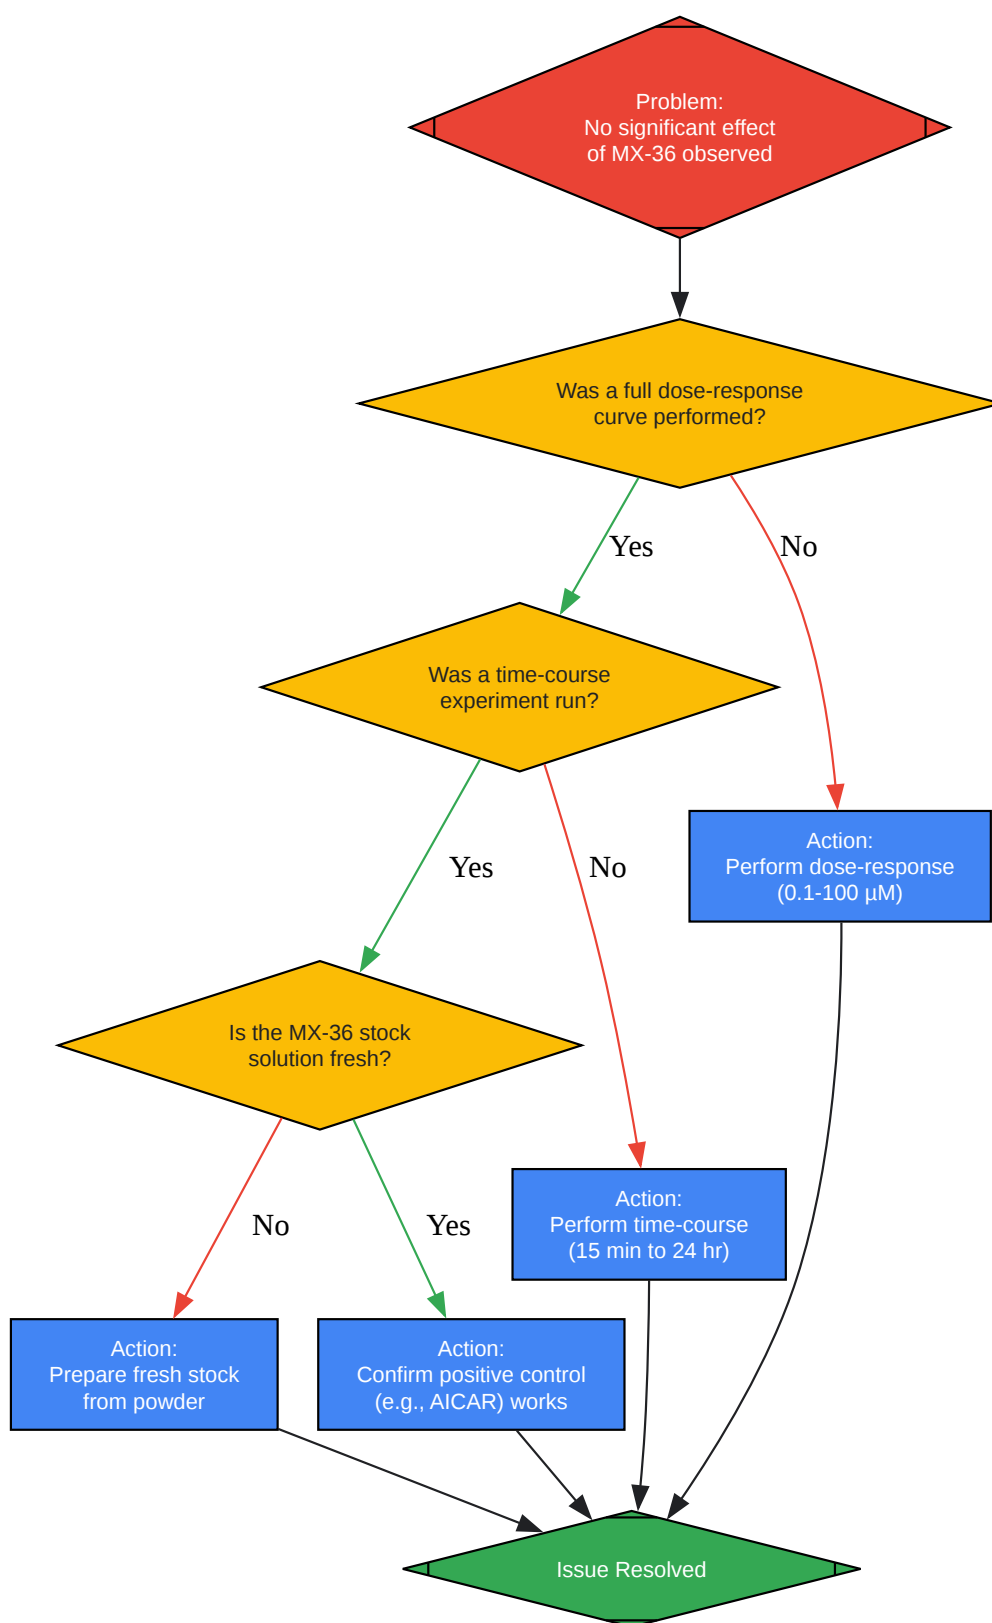 Problem:
No significant effect
of MX-36 observed
Was a full dose-response
curve performed?
Yes
No
Was a time-course
experiment run?
Action:
Perform dose-response
(0.1-100 µM)
Yes
No
Is the MX-36 stock
solution fresh?
Action:
Perform time-course
(15 min to 24 hr)
No
Yes
Action:
Prepare fresh stock
from powder
Action:
Confirm positive control
(e.g., AICAR) works
Issue Resolved